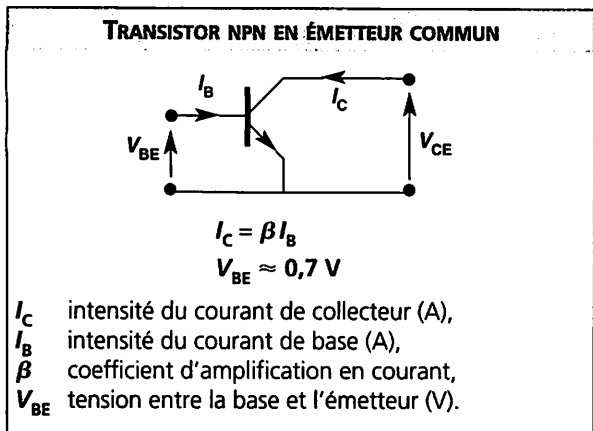 TRANSISTOR NPN EN ÉMETTEUR COMMUN
I_B
I_C
V_BE
V_CE
I_C = β I_B
V_BE ≈ 0,7 V
I_C intensité du courant de collecteur (A),
I_B intensité du courant de base (A),
β coefficient d'amplification en courant,
V_BE tension entre la base et l'émetteur (V).